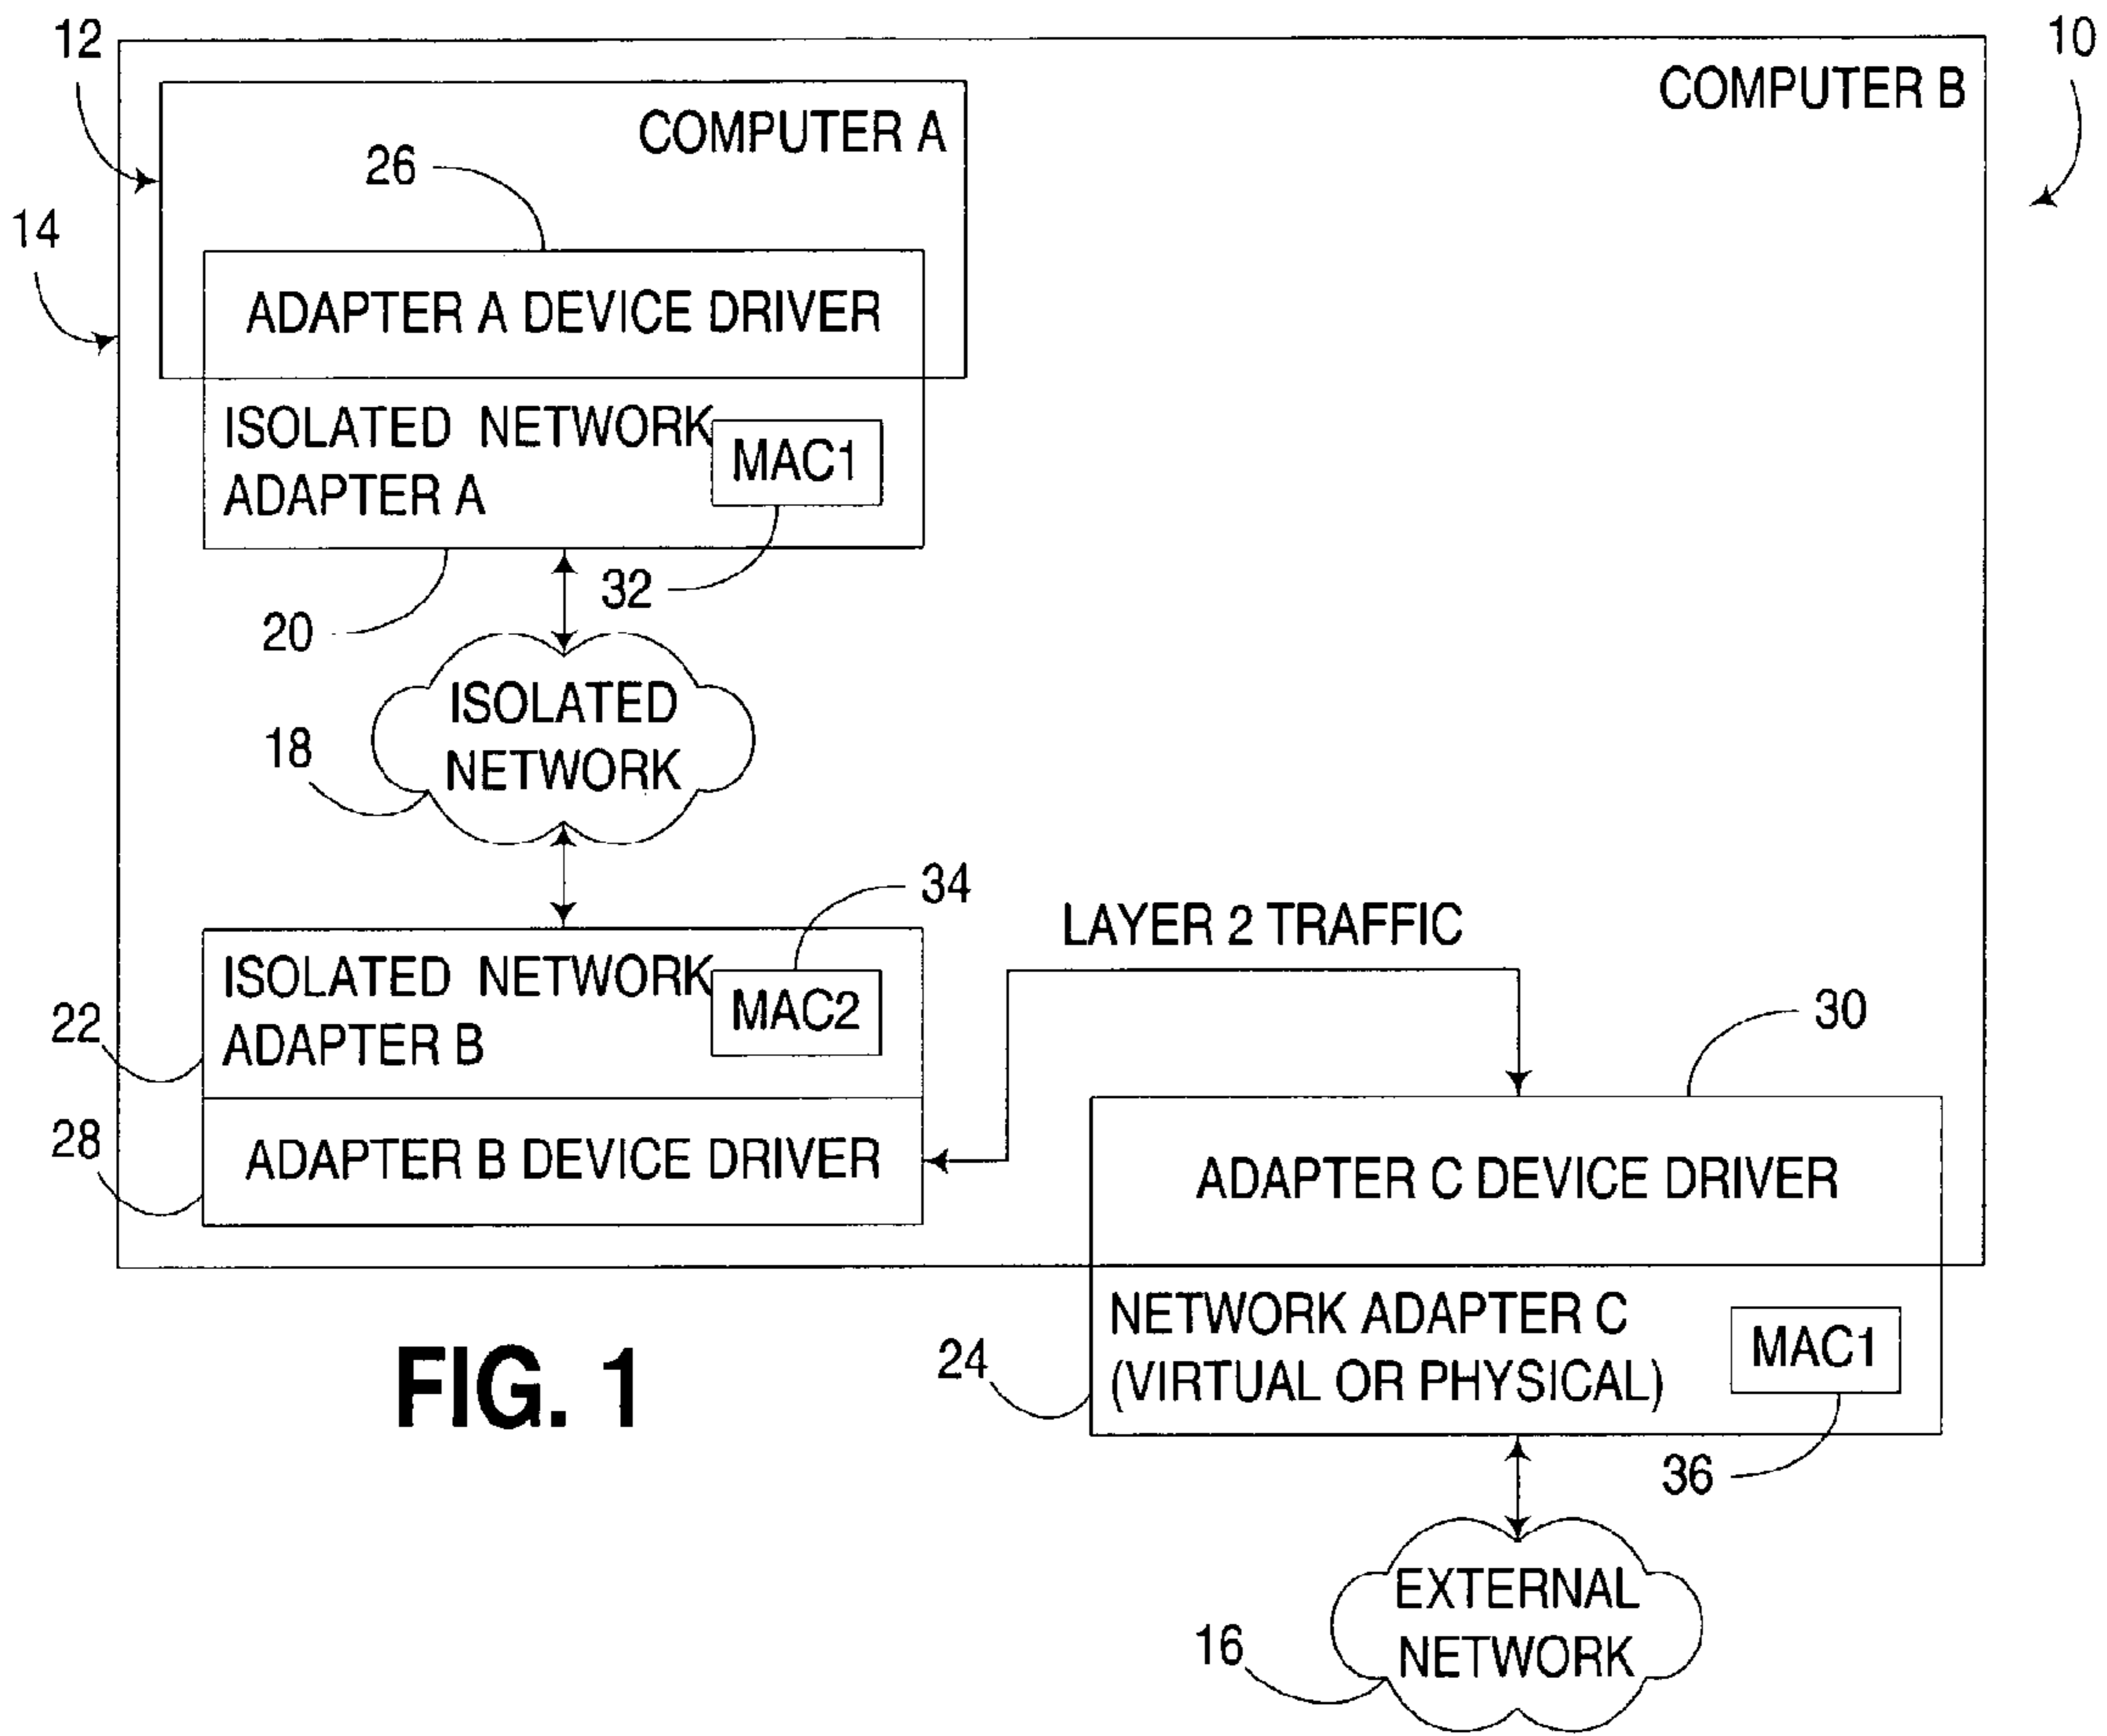 12
10
COMPUTER B
COMPUTER A
26
14
ADAPTER A DEVICE DRIVER
ISOLATED NETWORK
ADAPTER A
MAC1
32
20
ISOLATED
NETWORK
18
34
LAYER 2 TRAFFIC
ISOLATED NETWORK
ADAPTER B
MAC2
22
30
28
ADAPTER B DEVICE DRIVER
ADAPTER C DEVICE DRIVER
NETWORK ADAPTER C
(VIRTUAL OR PHYSICAL)
MAC1
24
FIG. 1
36
EXTERNAL
NETWORK
16